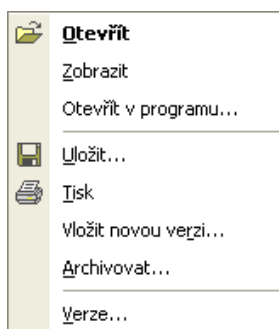 Otevřít
Zobrazit
Otevřít v programu...
Uložit...
Tisk
Vložit novou verzi...
Archivovat...
Verze...